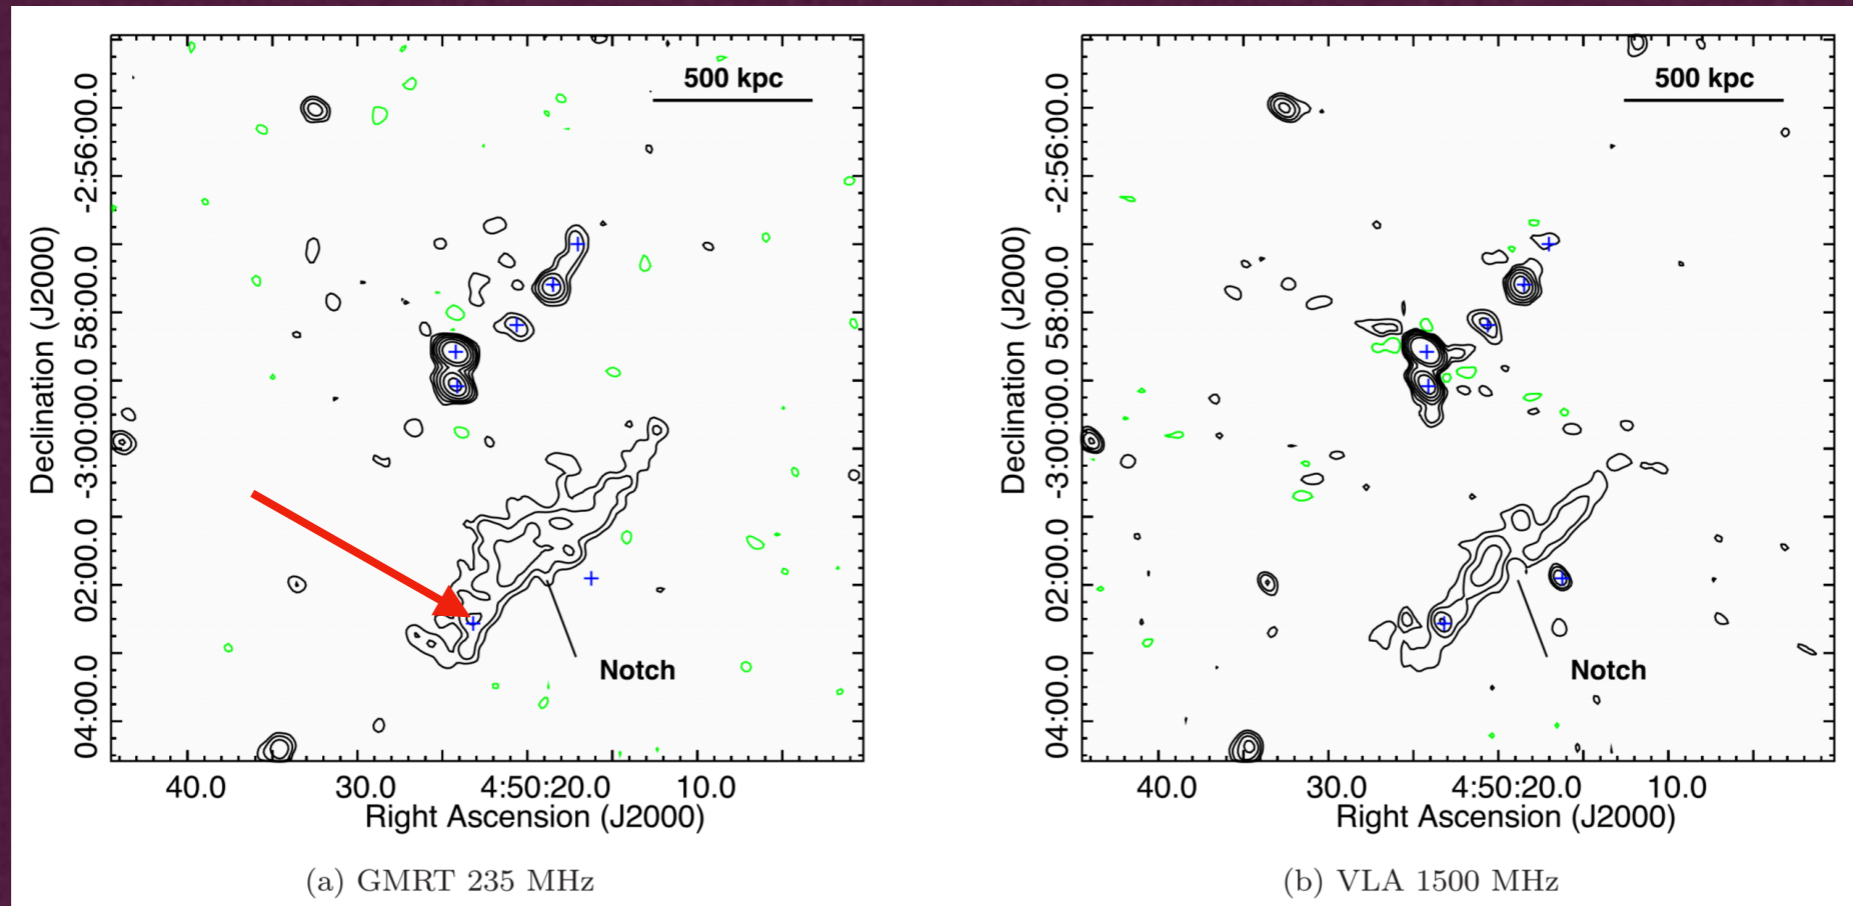 500 kpc
Declination (J2000)
-2:56:00.0
58:00.0
-3:00:00.0
02:00.0
04:00.0
Notch
40.0
30.0
4:50:20.0
10.0
Right Ascension (J2000)
(a) GMRT 235 MHz
500 kpc
Declination (J2000)
-2:56:00.0
58:00.0
-3:00:00.0
02:00.0
04:00.0
Notch
40.0
30.0
4:50:20.0
10.0
Right Ascension (J2000)
(b) VLA 1500 MHz